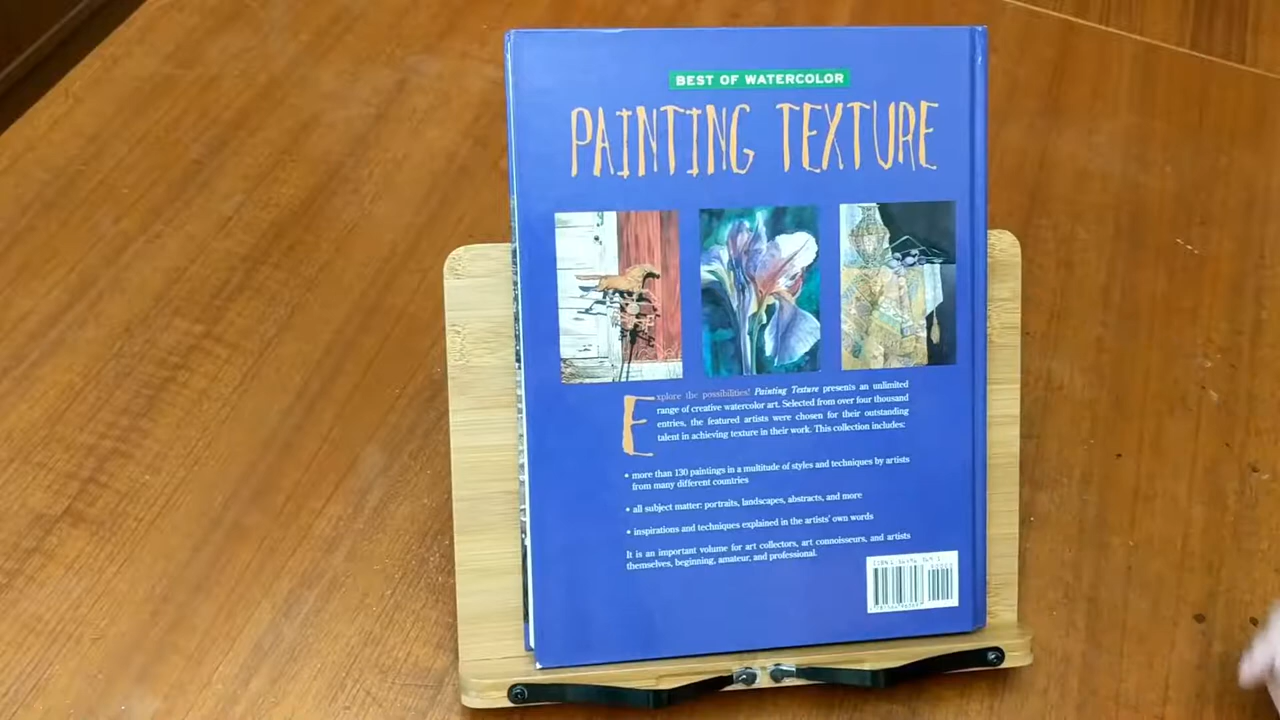 BEST OF WATERCOLOR
PAINTING TEXTURE
Explore the possibilities! Painting Texture presents an unlimited
range of creative watercolor art. Selected from over four thousand
entries, the featured artists were chosen for their outstanding
talent in achieving texture in their work. This collection includes:
• more than 130 paintings in a multitude of styles and techniques by artists
from many different countries
• all subject matter: portraits, landscapes, abstracts, and more
• inspirations and techniques explained in the artists' own words
It is an important volume for art collectors, art connoisseurs, and artists
themselves, beginning, amateur, and professional.